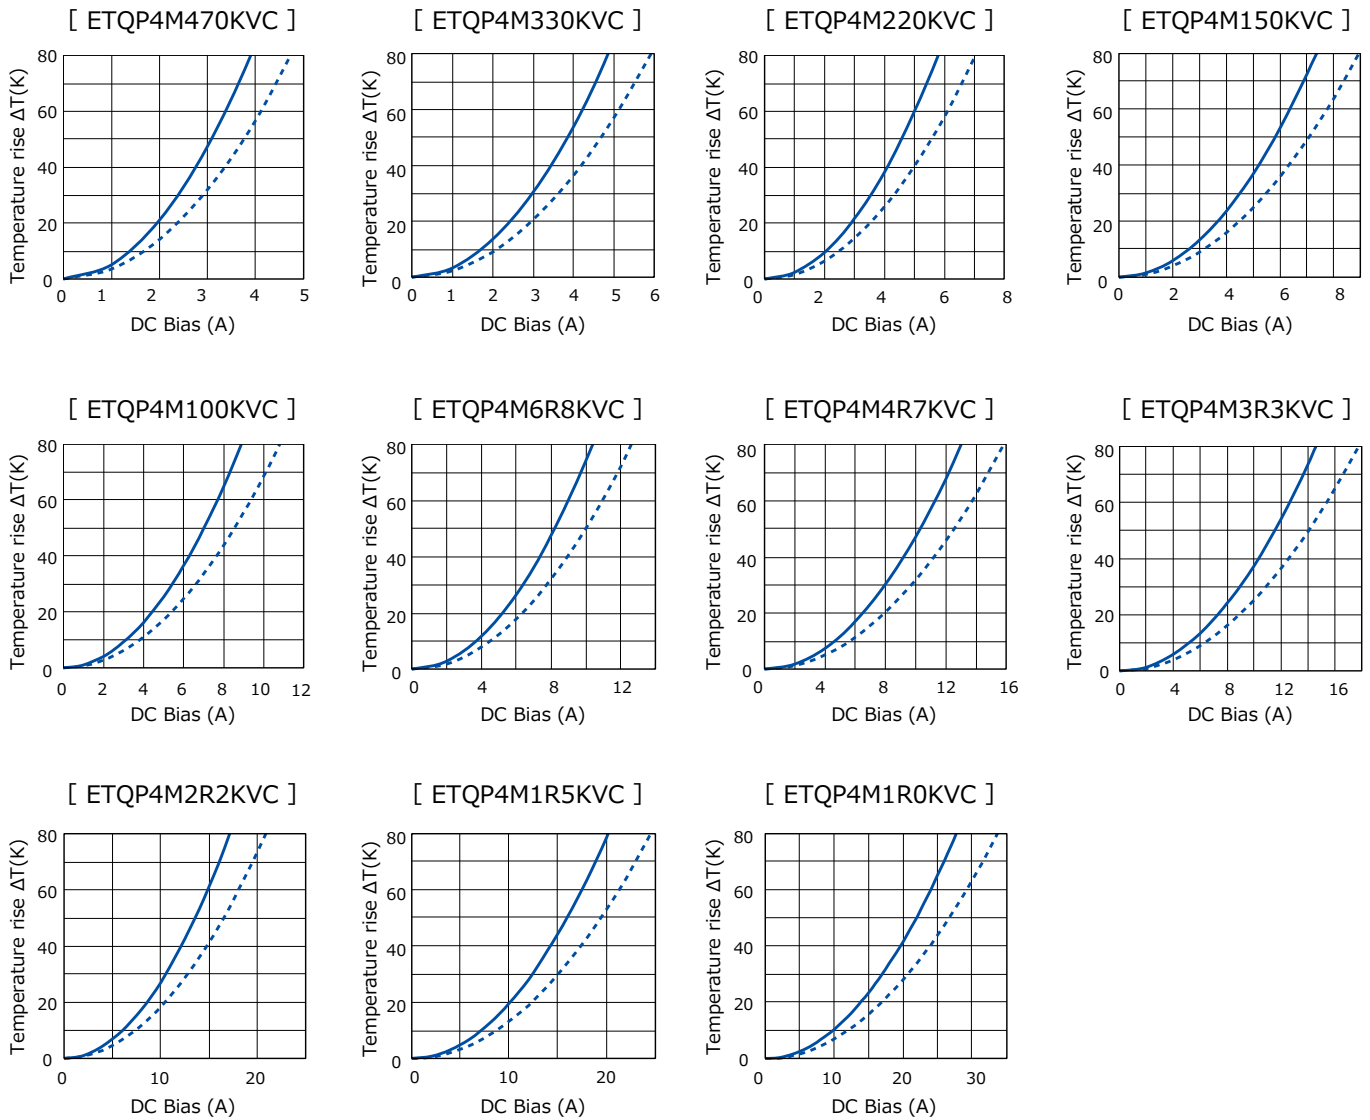 [ ETQP4M470KVC ]
Temperature rise ΔT(K)
80
60
40
20
0
0 1 2 3 4 5
DC Bias (A)
[ ETQP4M330KVC ]
Temperature rise ΔT(K)
80
60
40
20
0
0 1 2 3 4 5 6
DC Bias (A)
[ ETQP4M220KVC ]
Temperature rise ΔT(K)
80
60
40
20
0
0 2 4 6 8
DC Bias (A)
[ ETQP4M150KVC ]
Temperature rise ΔT(K)
80
60
40
20
0
0 2 4 6 8
DC Bias (A)
[ ETQP4M100KVC ]
Temperature rise ΔT(K)
80
60
40
20
0
0 2 4 6 8 10 12
DC Bias (A)
[ ETQP4M6R8KVC ]
Temperature rise ΔT(K)
80
60
40
20
0
0 4 8 12
DC Bias (A)
[ ETQP4M4R7KVC ]
Temperature rise ΔT(K)
80
60
40
20
0
0 4 8 12 16
DC Bias (A)
[ ETQP4M3R3KVC ]
Temperature rise ΔT(K)
80
60
40
20
0
0 4 8 12 16
DC Bias (A)
[ ETQP4M2R2KVC ]
Temperature rise ΔT(K)
80
60
40
20
0
0 10 20
DC Bias (A)
[ ETQP4M1R5KVC ]
Temperature rise ΔT(K)
80
60
40
20
0
0 10 20
DC Bias (A)
[ ETQP4M1R0KVC ]
Temperature rise ΔT(K)
80
60
40
20
0
0 10 20 30
DC Bias (A)